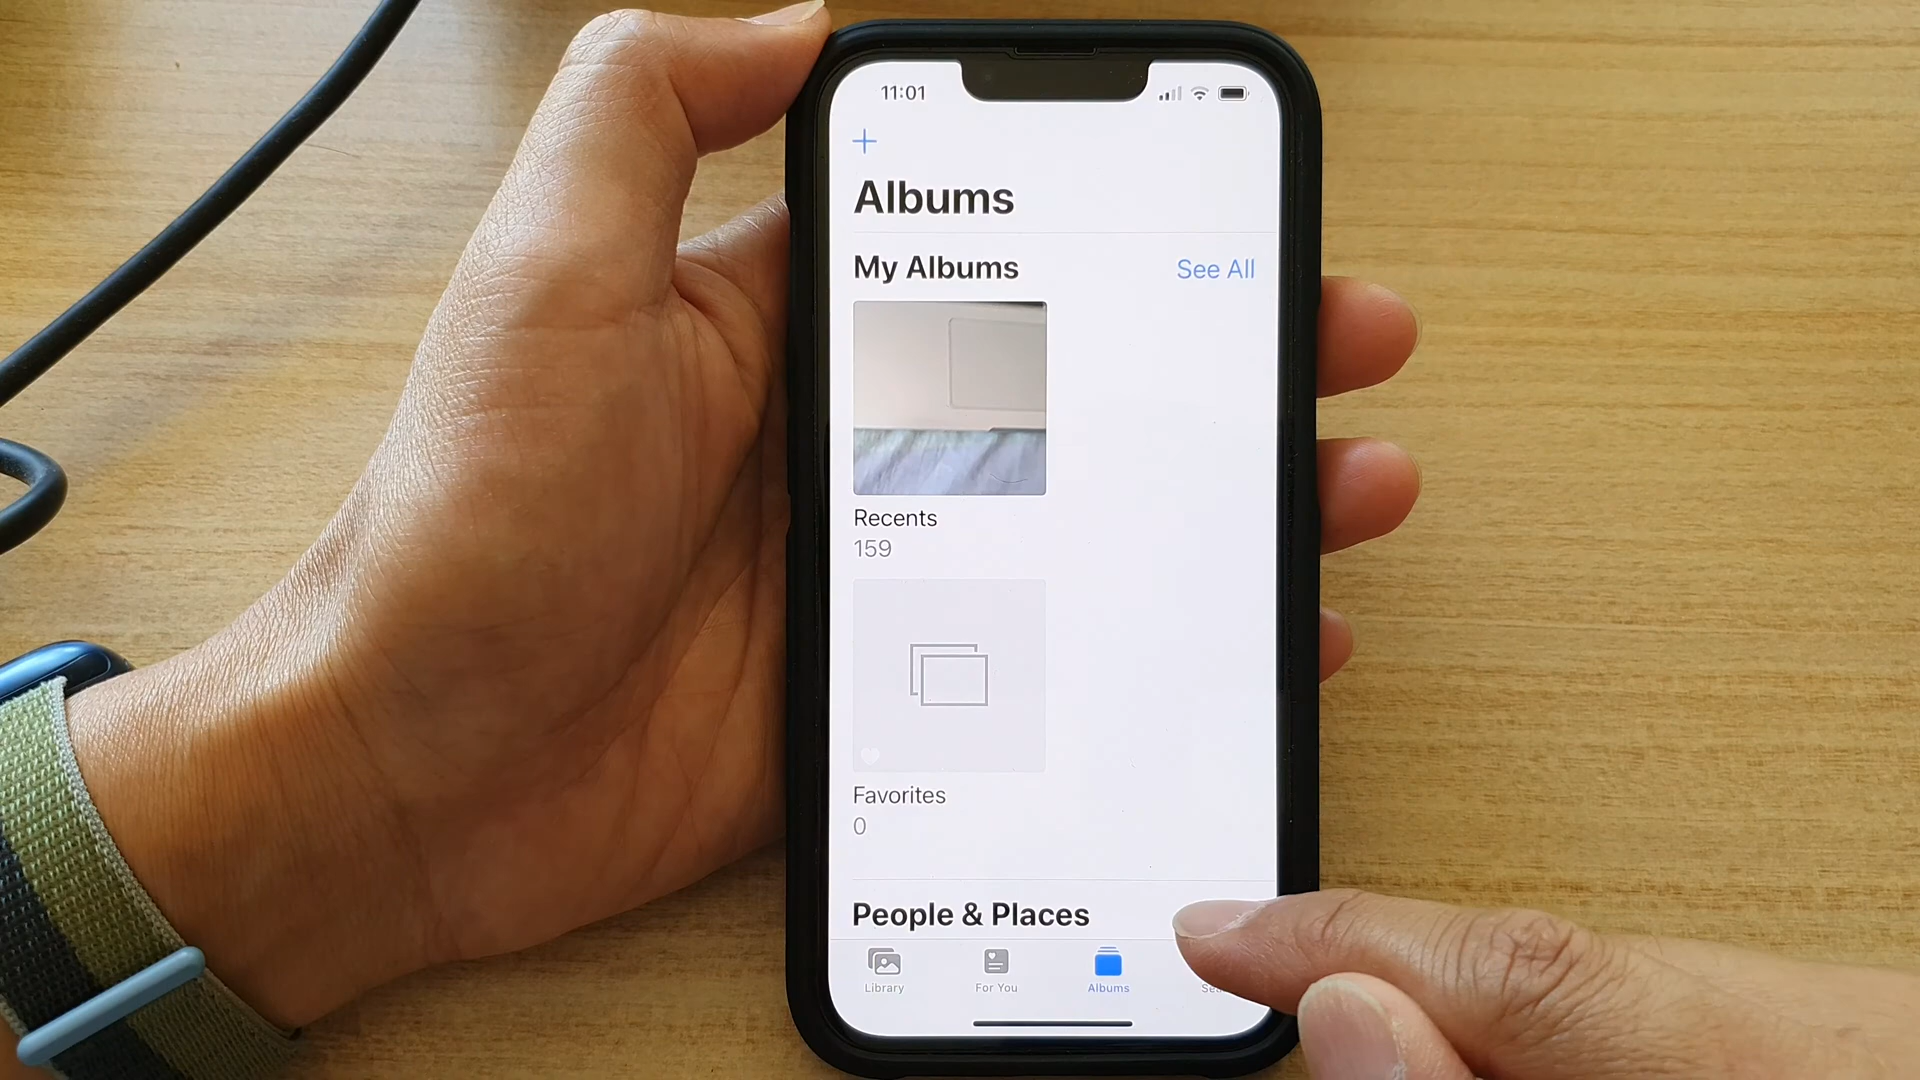 11:01
Albums
My Albums See All
Recents
159
Favorites
0
People & Places
Library For You Albums